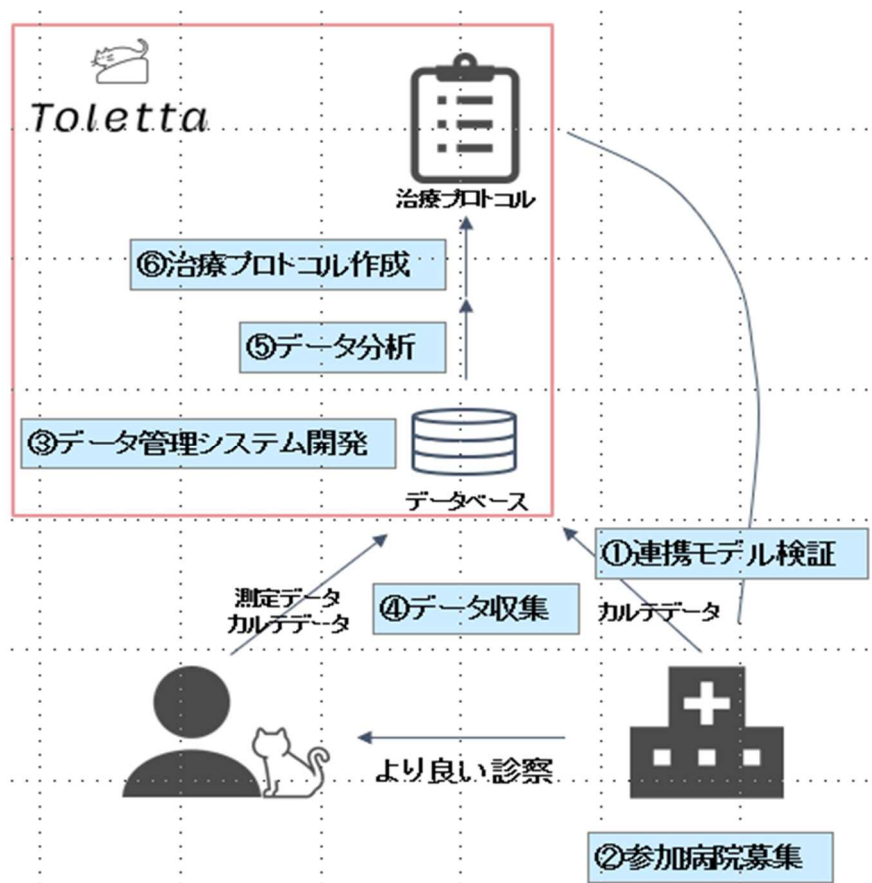 Toletta
治療プロトコル
⑥治療プロトコル作成
⑤データ分析
③データ管理システム開発
データベース
①連携モデル検証
測定データ
カルテデータ
④データ収集
カルテデータ
より良い診察
②参加病院募集